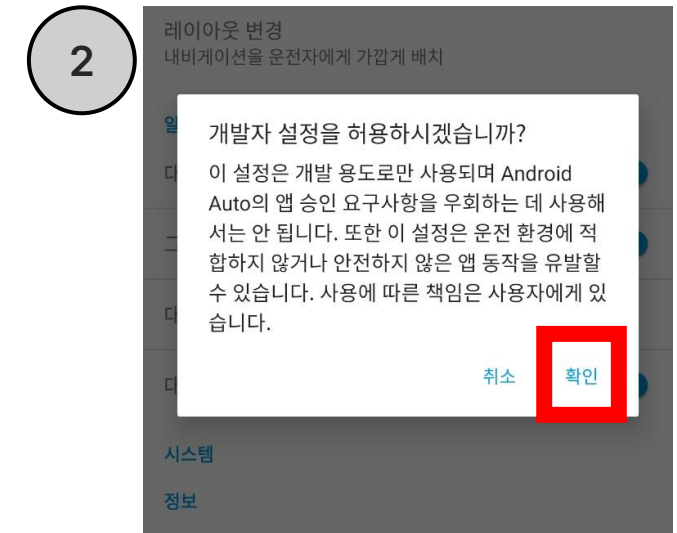 2
레이아웃 변경
내비게이션을 운전자에게 가깝게 배치
일
개발자 설정을 허용하시겠습니까?
이 설정은 개발 용도로만 사용되며 Android
Auto의 앱 승인 요구사항을 우회하는 데 사용해
서는 안 됩니다. 또한 이 설정은 운전 환경에 적
합하지 않거나 안전하지 않은 앱 동작을 유발할
수 있습니다. 사용에 따른 책임은 사용자에게 있
습니다.
취소 확인
시스템
정보